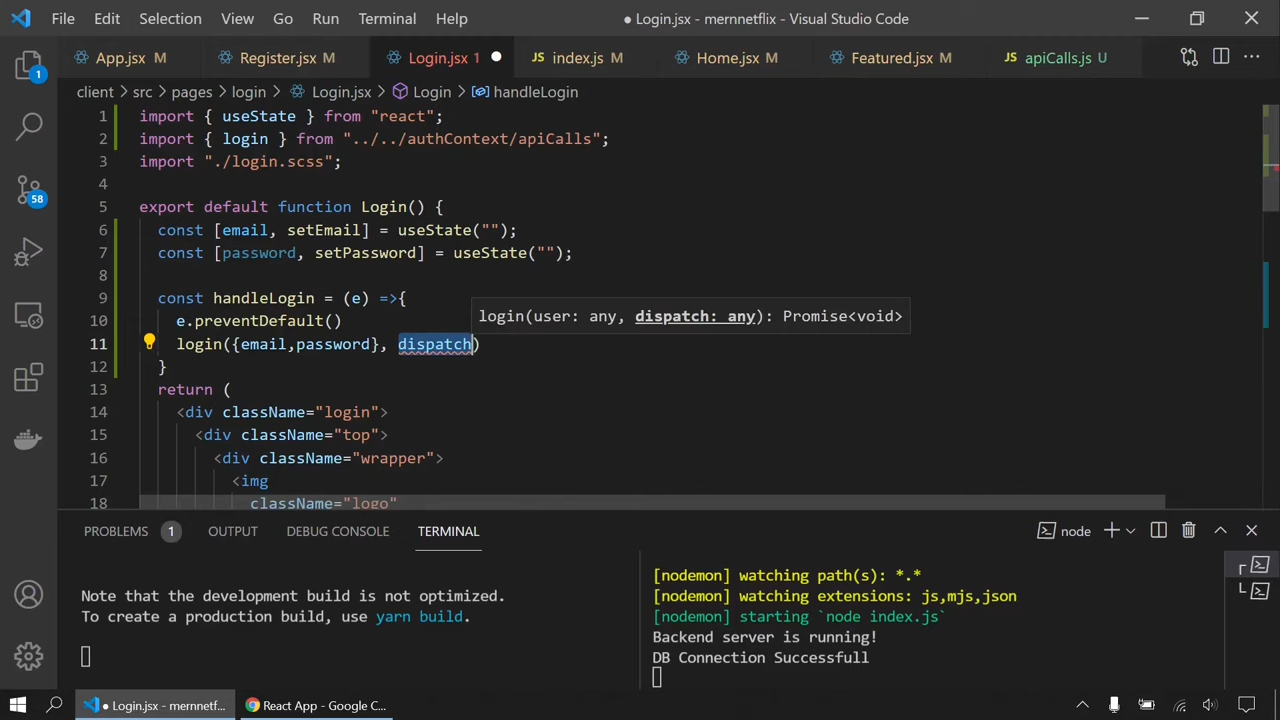 File Edit Selection View Go Run Terminal Help
● Login.jsx - mernnetflix - Visual Studio Code
App.jsx M Register.jsx M Login.jsx 1 JS index.js M Home.jsx M Featured.jsx M JS apiCalls.js U
client > src > pages > login > Login.jsx > Login > handleLogin
1 import { useState } from "react";
2 import { login } from "../../authContext/apiCalls";
3 import "./login.scss";
4
5 export default function Login() {
6 const [email, setEmail] = useState("");
7 const [password, setPassword] = useState("");
8
9 const handleLogin = (e) =>{
login(user: any, dispatch: any): Promise<void>
10 e.preventDefault()
11 login({email,password}, dispatch)
12 }
13 return (
14 <div className="login">
15 <div className="top">
16 <div className="wrapper">
17 <img
18 className="logo"
1
58
PROBLEMS 1 OUTPUT DEBUG CONSOLE TERMINAL
node
Note that the development build is not optimized.
To create a production build, use yarn build.
[nodemon] watching path(s): *.*
[nodemon] watching extensions: js,mjs,json
[nodemon] starting `node index.js`
Backend server is running!
DB Connection Successfull
● Login.jsx - mernnetf...
React App - Google C...